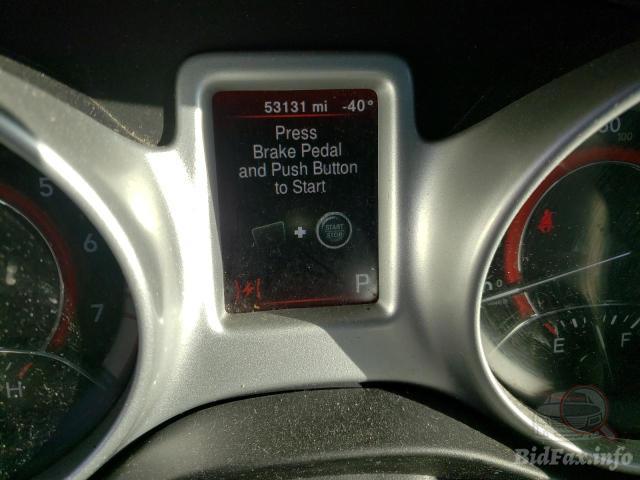 53131 mi -40°
Press
Brake Pedal
and Push Button
to Start
START
STOP
P
5
6
7
H
E
F
BidFax.info